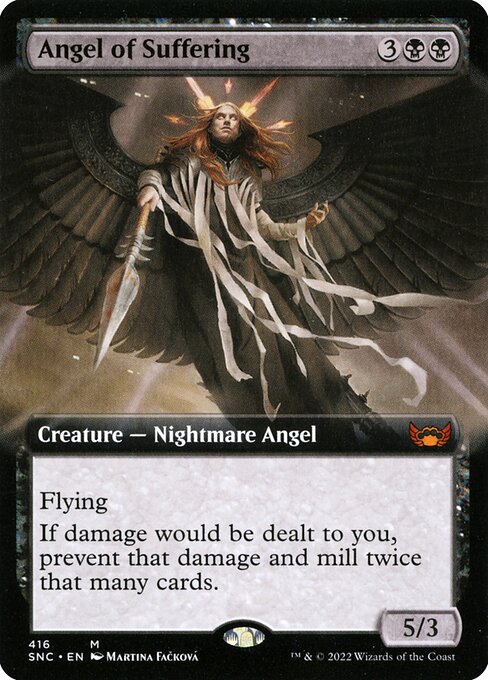 Angel of Suffering 3
Creature — Nightmare Angel
Flying
If damage would be dealt to you,
prevent that damage and mill twice
that many cards.
5/3
416 M
SNC • EN Martina Fačková
™ & © 2022 Wizards of the Coast